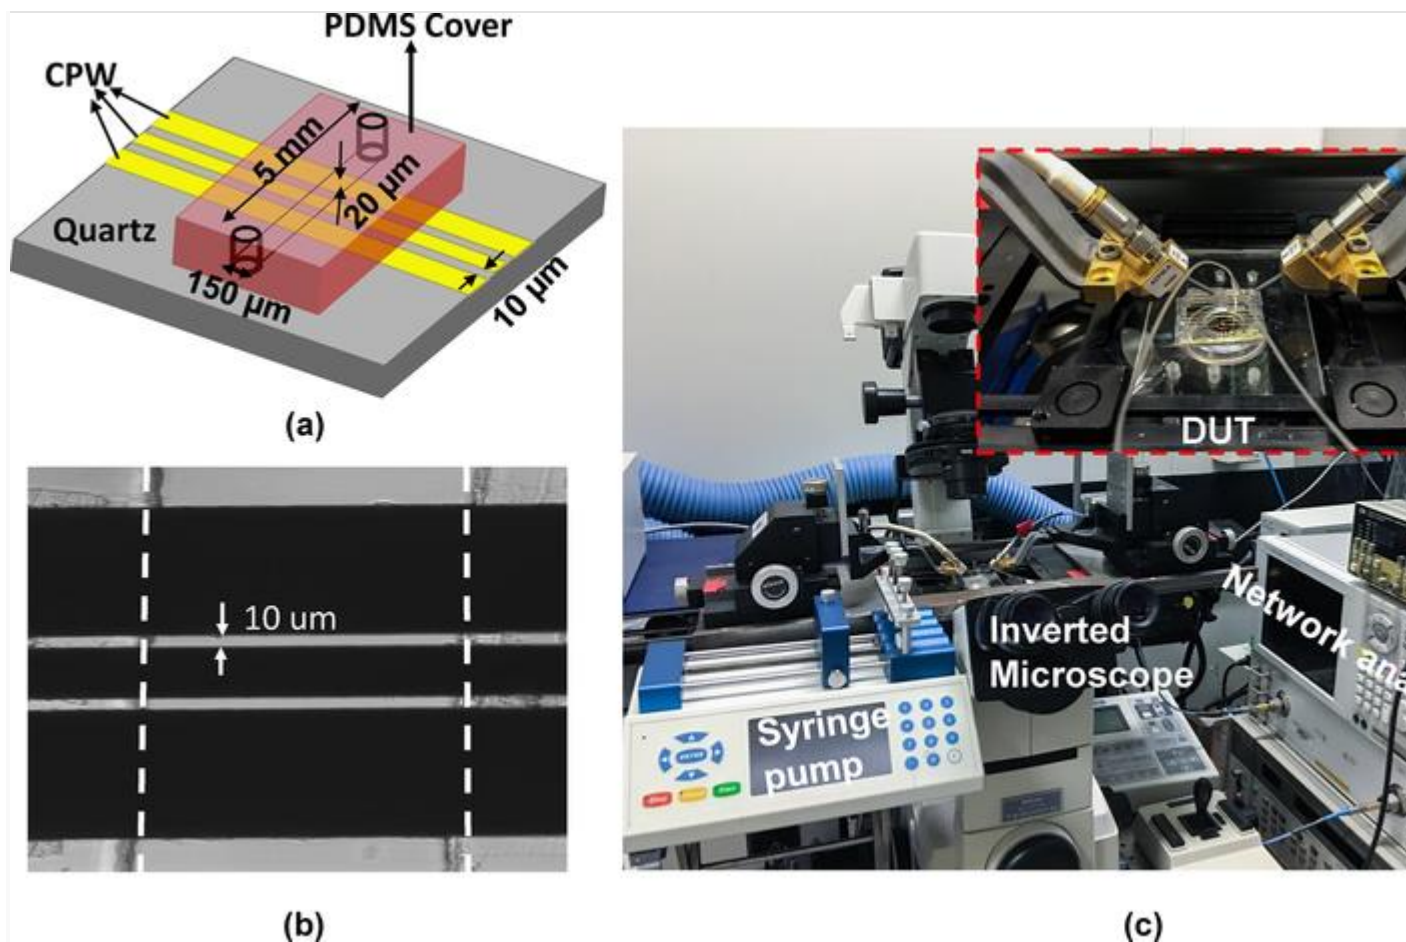 PDMS Cover
CPW
5 mm
20 µm
Quartz
150 µm
10 µm
(a)
10 um
(b)
DUT
Inverted
Microscope
Network ana
Syringe
pump
ENTER
(c)